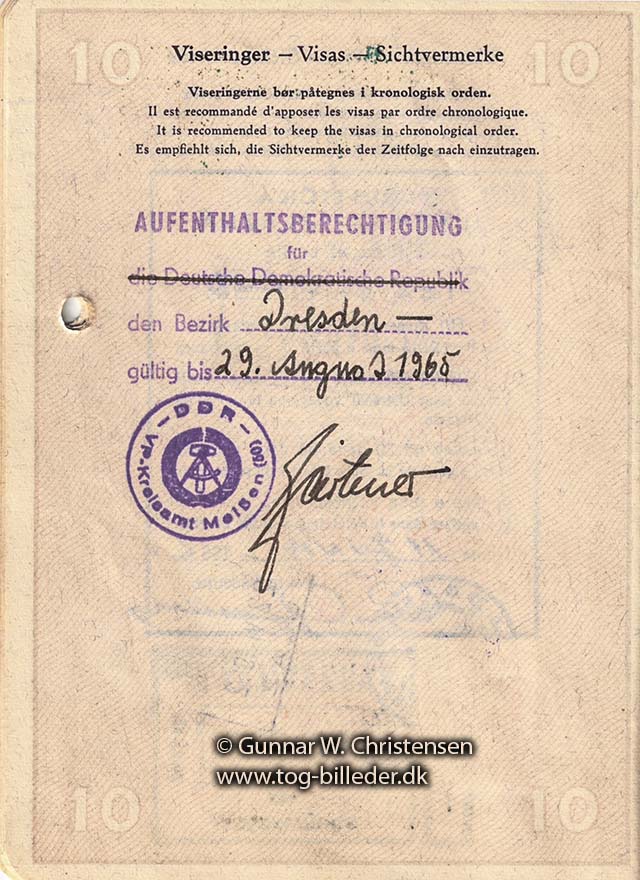 10 10
Viseringer – Visas – Sichtvermerke
Viseringerne bør påtegnes i kronologisk orden.
Il est recommandé d'apposer les visas par ordre chronologique.
It is recommended to keep the visas in chronological order.
Es empfiehlt sich, die Sichtvermerke der Zeitfolge nach einzutragen.
AUFENTHALTSBERECHTIGUNG
für
die Deutsche Demokratische Republik
den Bezirk Dresden —
gültig bis 29. August 1965
– DDR –
VP-Kreisamt Meißen (60)
© Gunnar W. Christensen
www.tog-billeder.dk
10 10